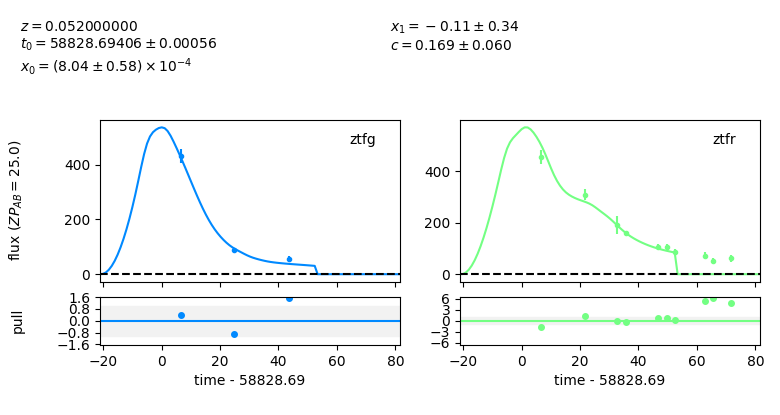 z = 0.052000000
t₀ = 58828.69406 ± 0.00056
x₀ = (8.04 ± 0.58) × 10⁻⁴
x₁ = −0.11 ± 0.34
c = 0.169 ± 0.060
flux (ZP_AB = 25.0)
ztfg
400
200
0
ztfr
400
200
0
pull
1.6
0.8
0.0
−0.8
−1.6
−20 0 20 40 60 80
time - 58828.69
6
3
0
−3
−6
−20 0 20 40 60 80
time - 58828.69